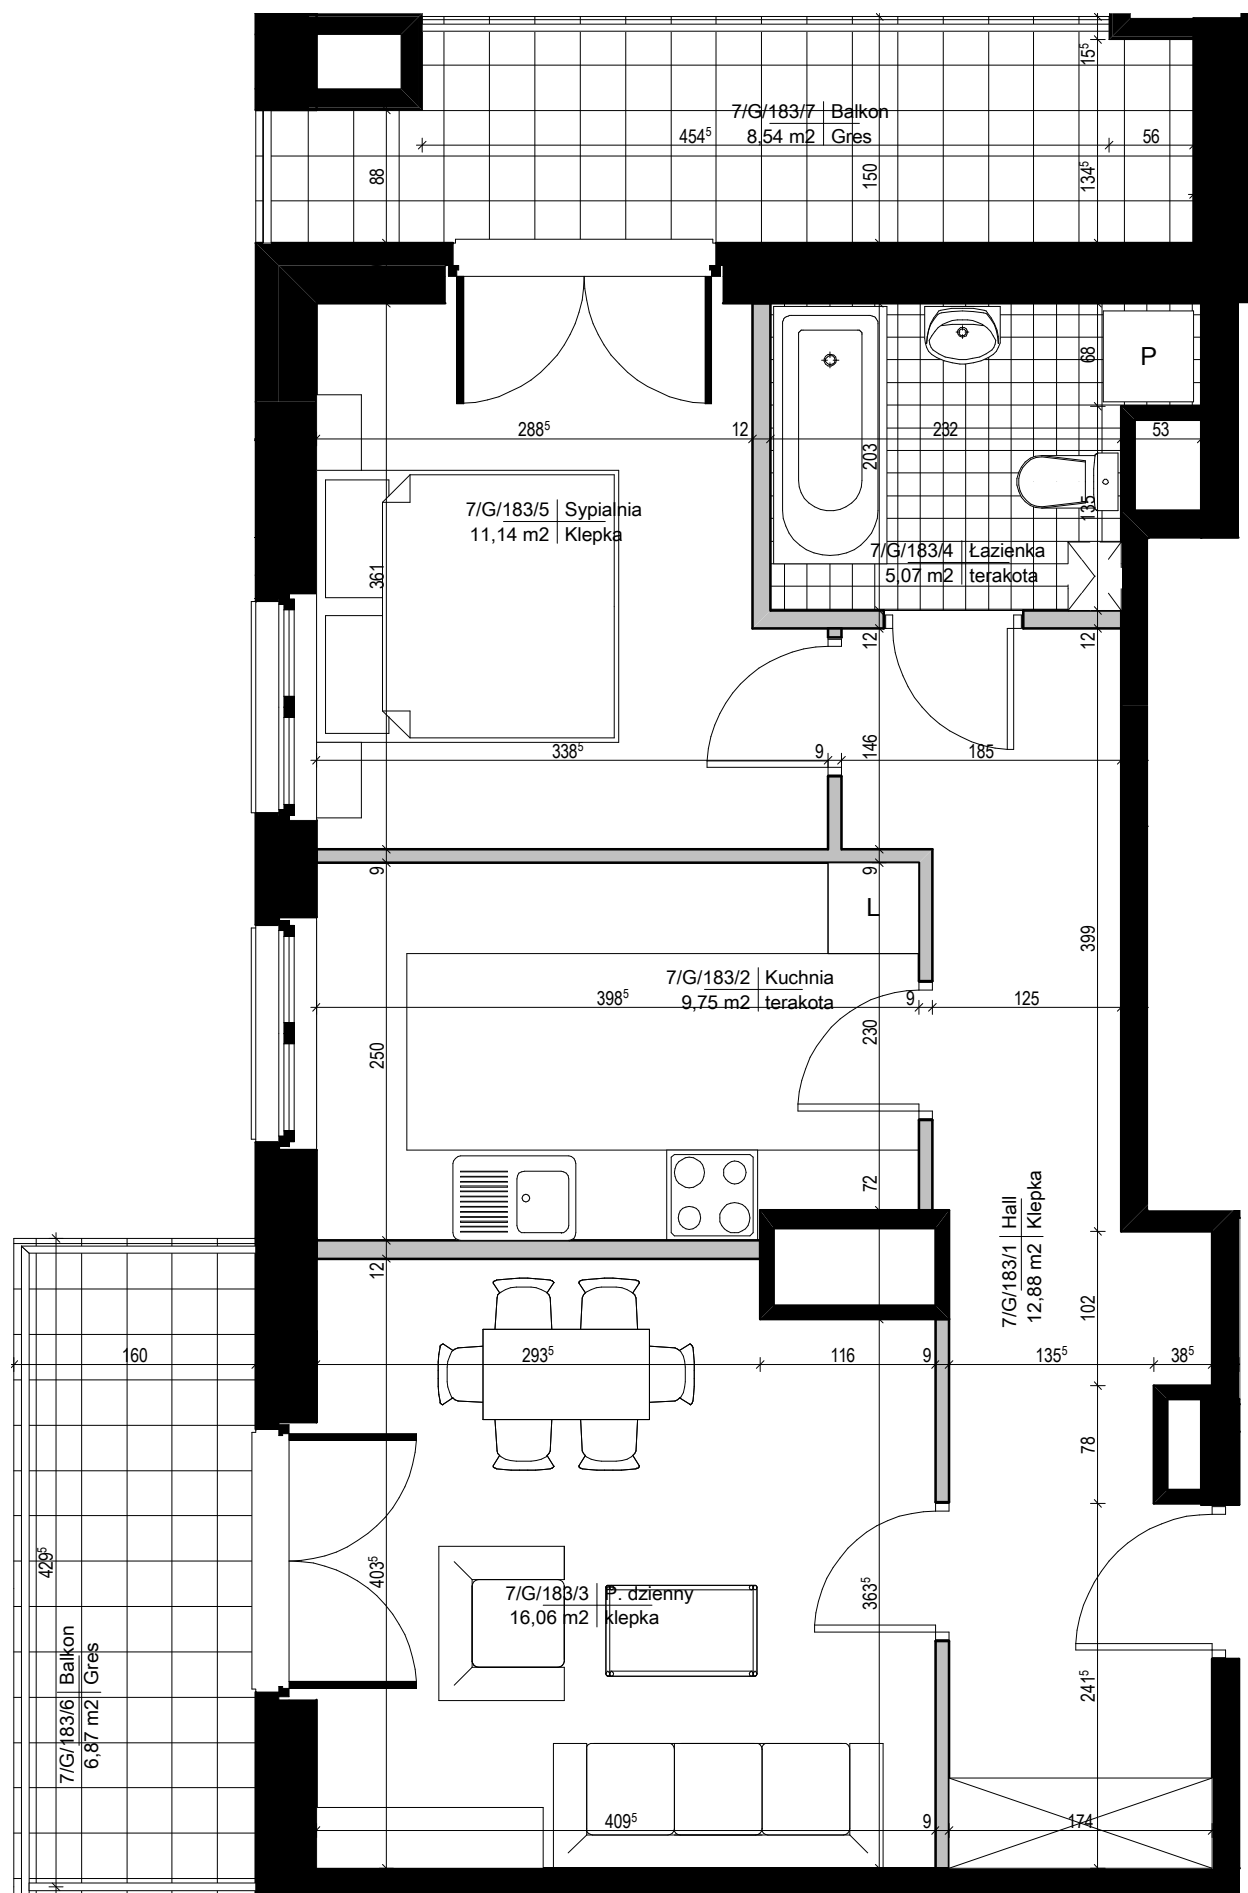 15⁵
7/G/183/7 Balkon
8,54 m2 Gres
454⁵
56
88
150
134⁵
68
P
288⁵
12
232
53
203
7/G/183/5 Sypialnia
11,14 m2 Klepka
135
7/G/183/4 Łazienka
5,07 m2 terakota
361
12
12
338⁵
9
146
185
9
9
L
399
7/G/183/2 Kuchnia
9,75 m2 terakota
398⁵
9
125
250
230
72
7/G/183/1 Hall
12,88 m2 Klepka
12
102
160
293⁵
116
9
135⁵
38⁵
78
429⁵
403⁵
7/G/183/3 P. dzienny
16,06 m2 klepka
363⁵
7/G/183/6 Balkon
6,87 m2 Gres
241⁵
409⁵
9
174